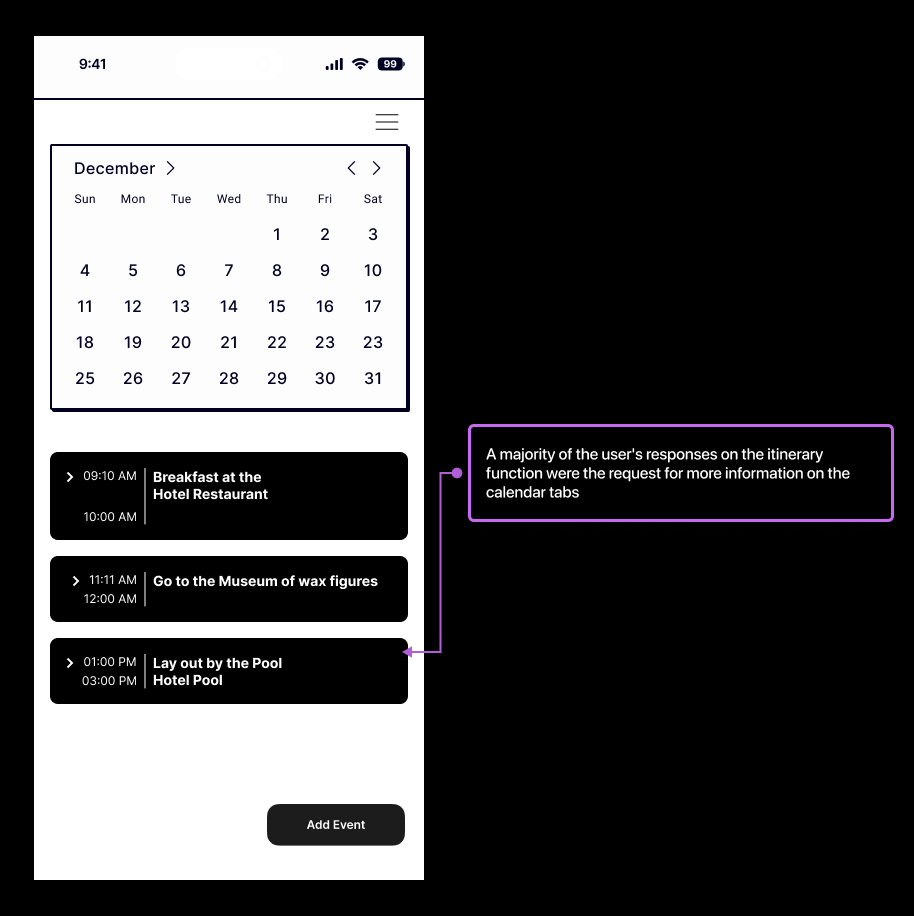 9:41
99
December
Sun Mon Tue Wed Thu Fri Sat
1 2 3
4 5 6 7 8 9 10
11 12 13 14 15 16 17
18 19 20 21 22 23 23
25 26 27 28 29 30 31
09:10 AM Breakfast at the
Hotel Restaurant
10:00 AM
11:11 AM Go to the Museum of wax figures
12:00 AM
01:00 PM Lay out by the Pool
03:00 PM Hotel Pool
Add Event
A majority of the user's responses on the itinerary
function were the request for more information on the
calendar tabs